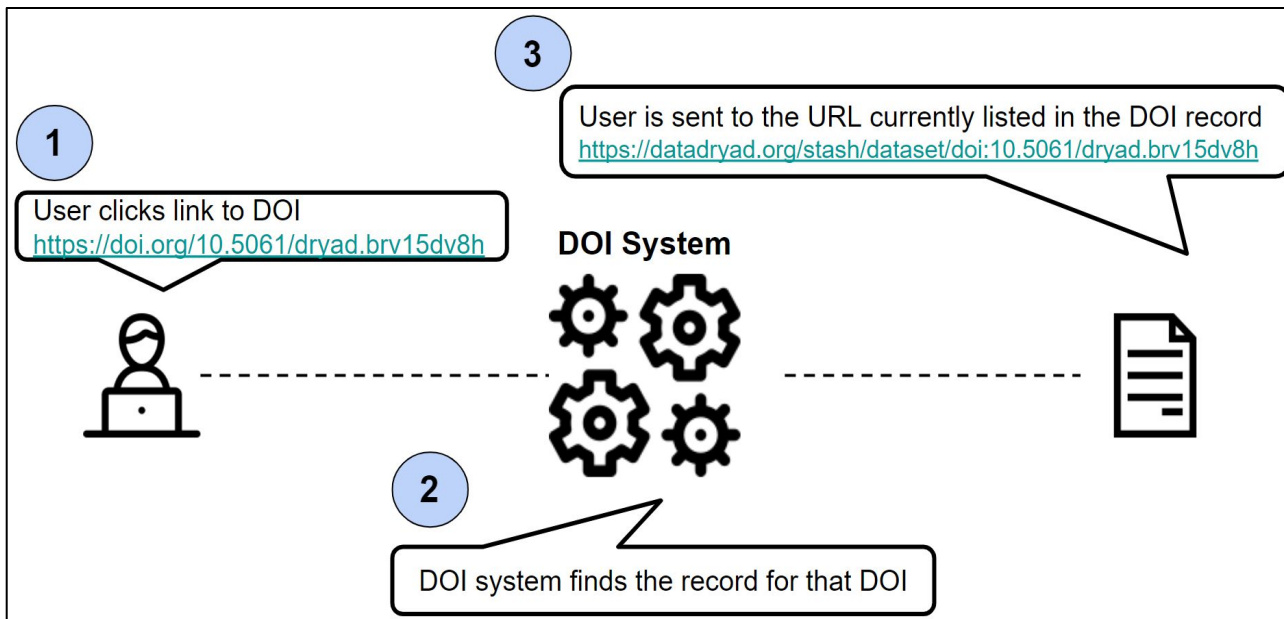 1
User clicks link to DOI
https://doi.org/10.5061/dryad.brv15dv8h
DOI System
2
DOI system finds the record for that DOI
3
User is sent to the URL currently listed in the DOI record
https://datadryad.org/stash/dataset/doi:10.5061/dryad.brv15dv8h